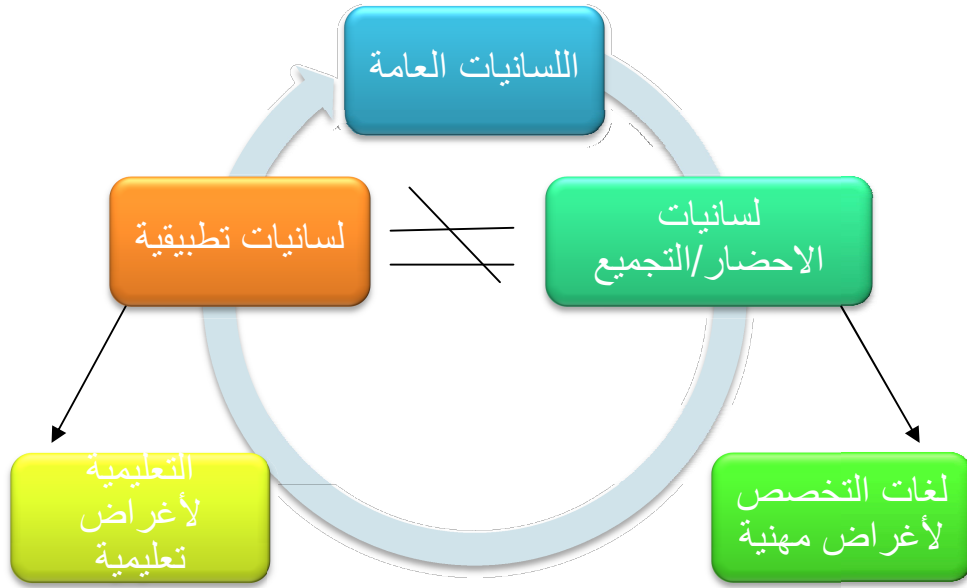 اللسانيات العامة
لسانيات
الاحضار/التجميع
لسانيات تطبيقية
لغات التخصص
لأغراض مهنية
التعليمية
لأغراض
تعليمية